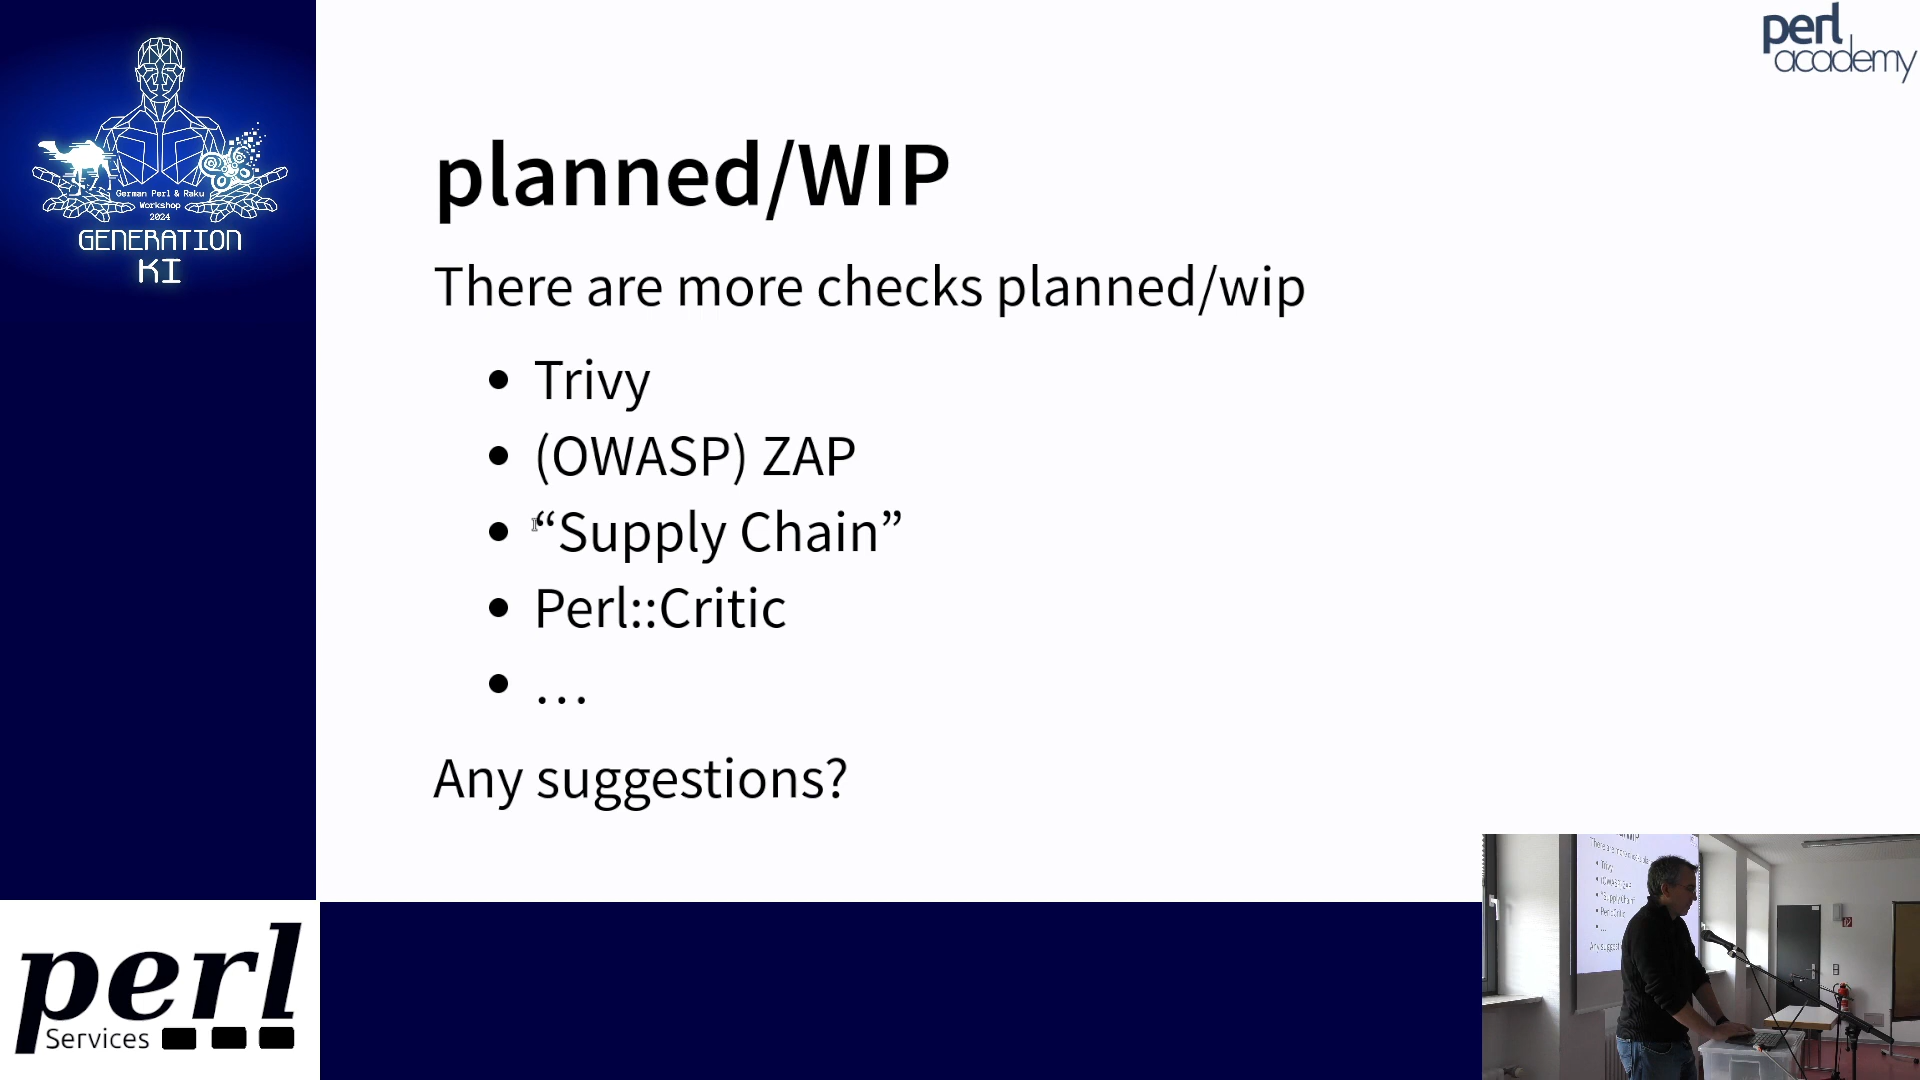 perl
academy
German Perl & Raku
Workshop
2024
GENERATION
KI
planned/WIP
There are more checks planned/wip
• Trivy
• (OWASP) ZAP
• “Supply Chain”
• Perl::Critic
• …
Any suggestions?
perl
Services